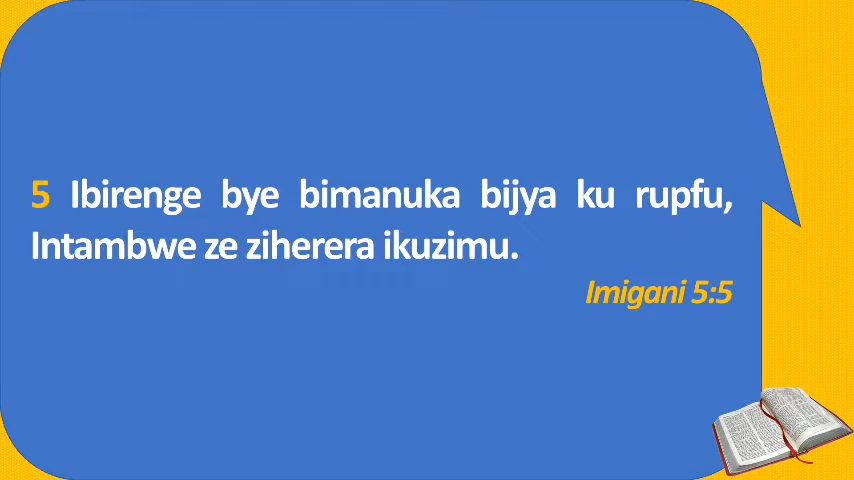 5 Ibirenge bye bimanuka bijya ku rupfu,
Intambwe ze ziherera ikuzimu.
Imigani 5:5